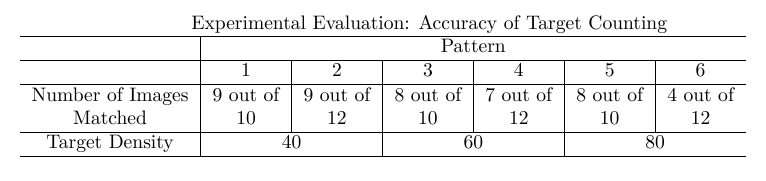 Experimental Evaluation: Accuracy of Target Counting
Pattern
1 2 3 4 5 6
Number of Images 9 out of 9 out of 8 out of 7 out of 8 out of 4 out of
Matched 10 12 10 12 10 12
Target Density 40 60 80